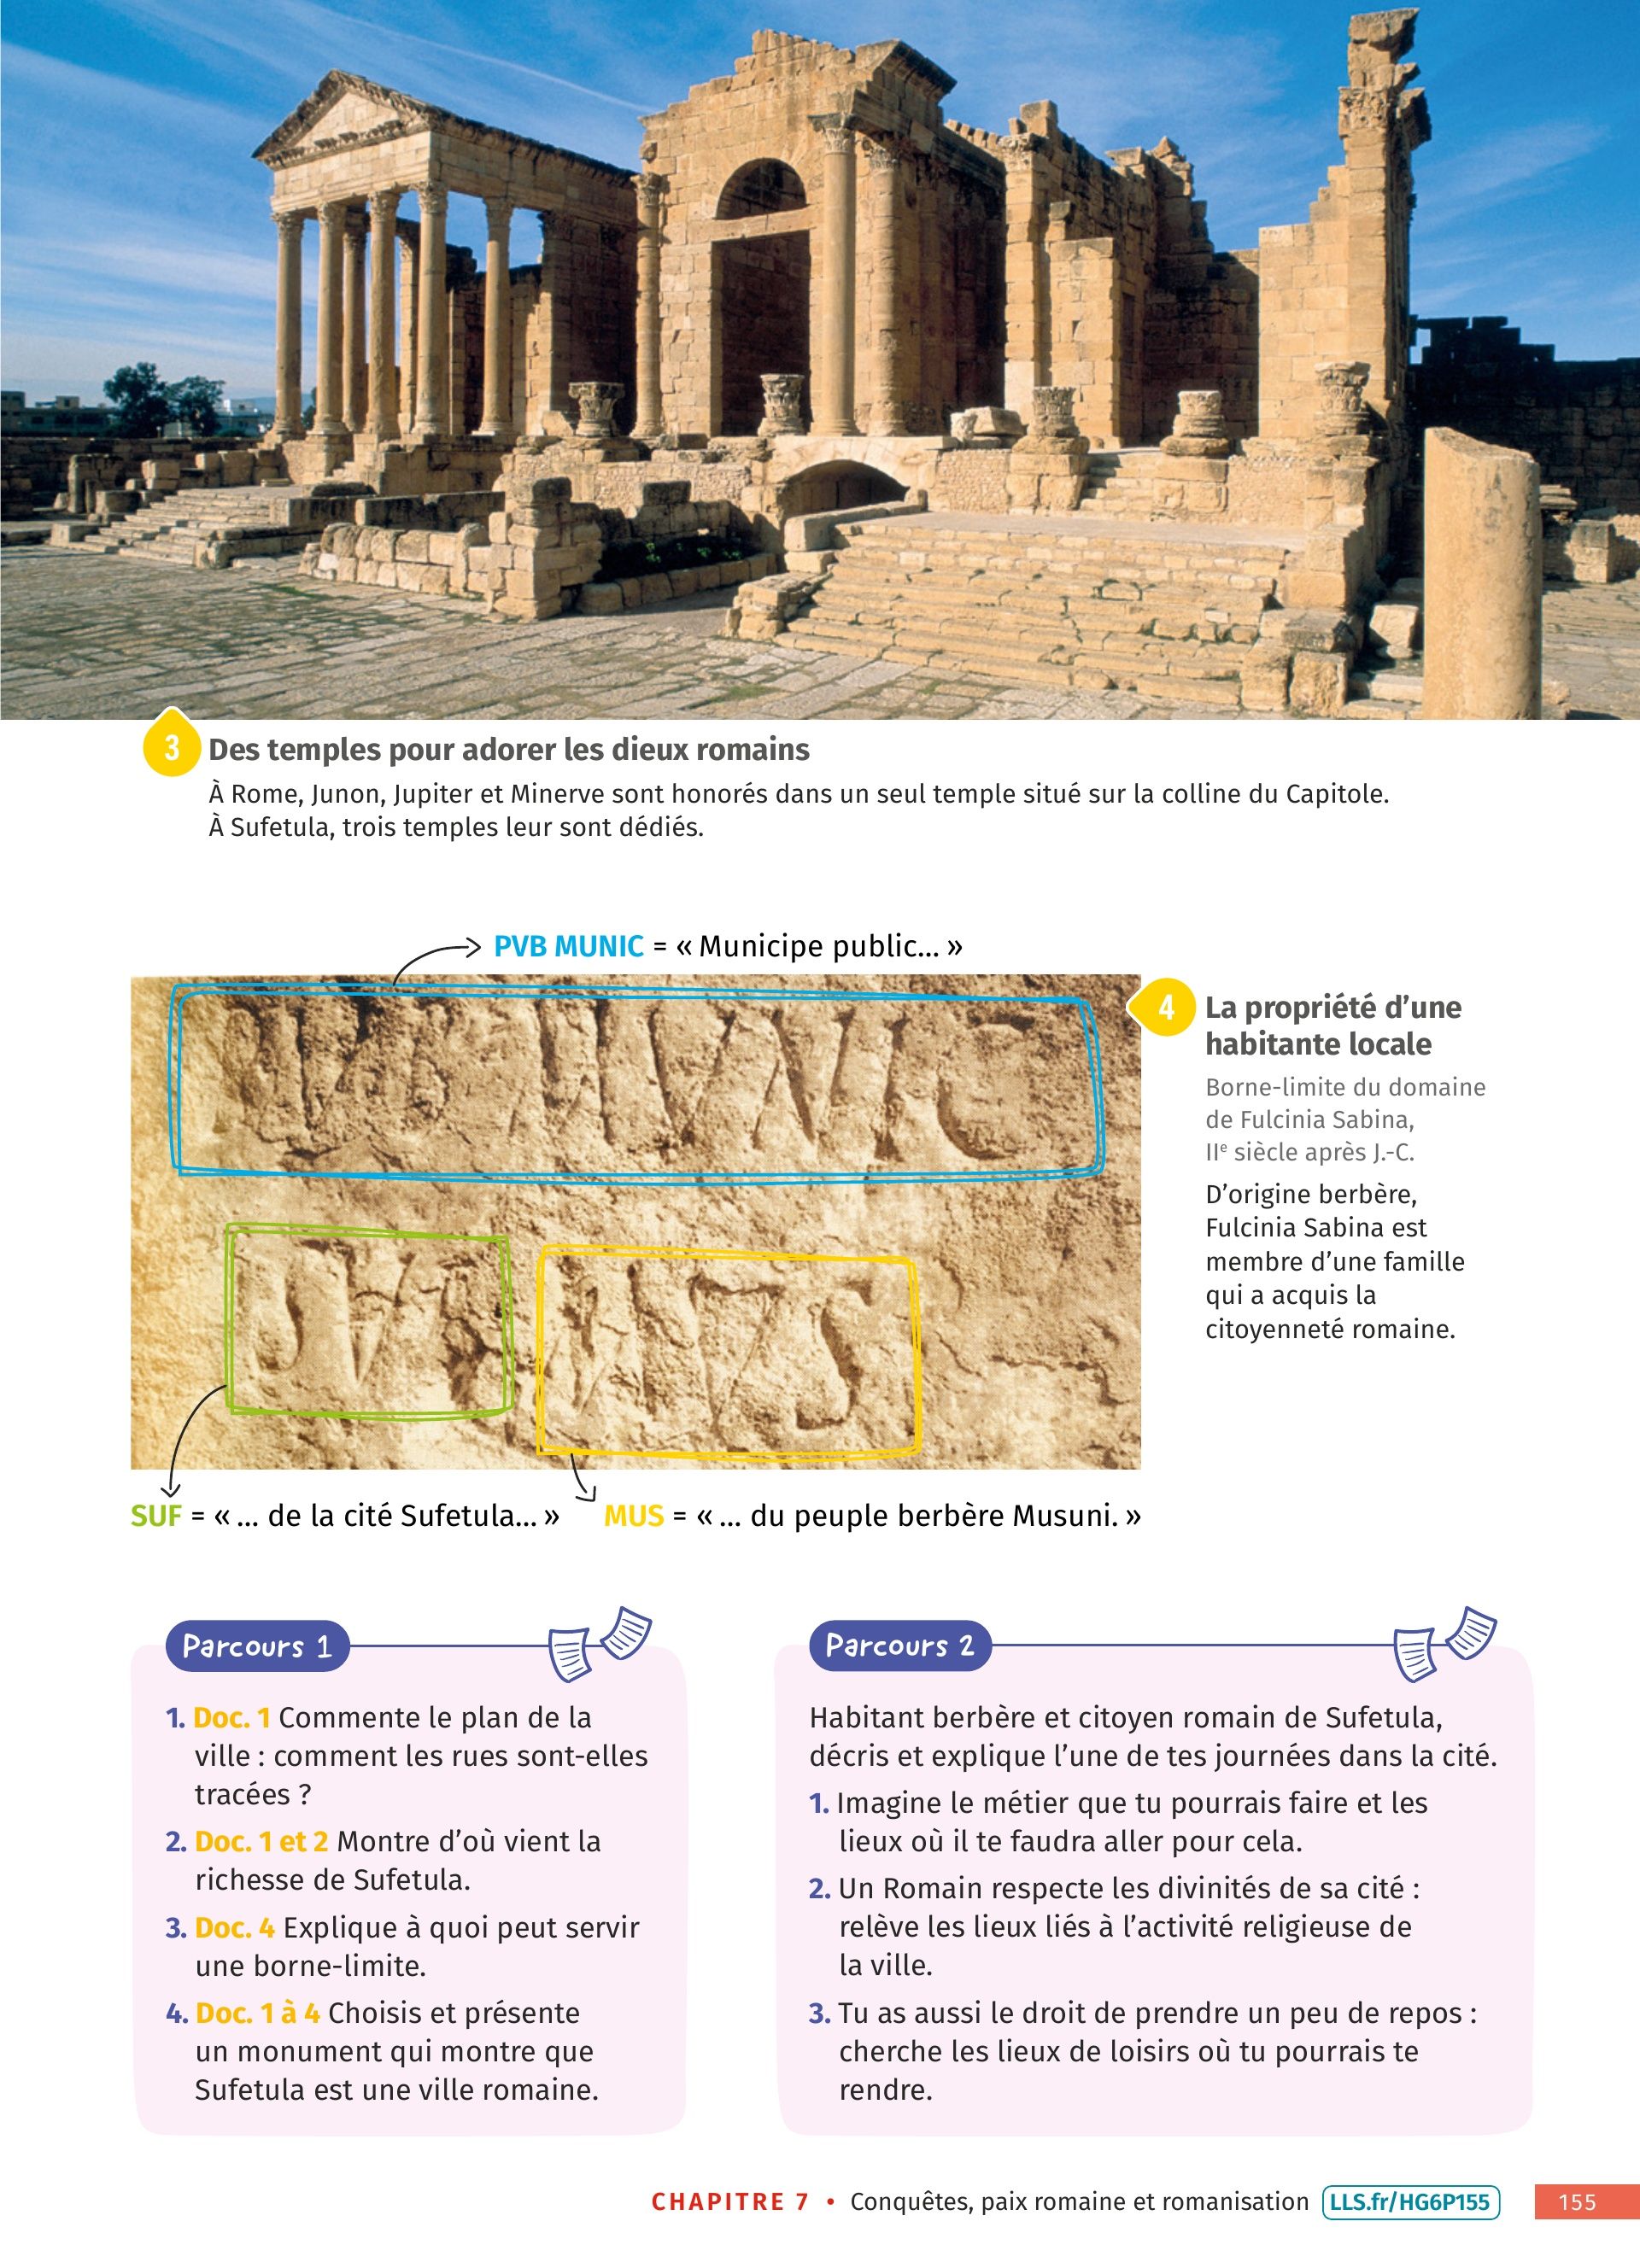 3
Des temples pour adorer les dieux romains
À Rome, Junon, Jupiter et Minerve sont honorés dans un seul temple situé sur la colline du Capitole.
À Sufetula, trois temples leur sont dédiés.
PVB MUNIC = « Municipe public... »
4
La propriété d’une
habitante locale
Borne-limite du domaine
de Fulcinia Sabina,
IIe siècle après J.-C.
D’origine berbère,
Fulcinia Sabina est
membre d’une famille
qui a acquis la
citoyenneté romaine.
SUF = « ... de la cité Sufetula... »
MUS = « ... du peuple berbère Musuni. »
Parcours 1
1. Doc. 1 Commente le plan de la
ville : comment les rues sont-elles
tracées ?
2. Doc. 1 et 2 Montre d’où vient la
richesse de Sufetula.
3. Doc. 4 Explique à quoi peut servir
une borne-limite.
4. Doc. 1 à 4 Choisis et présente
un monument qui montre que
Sufetula est une ville romaine.
Parcours 2
Habitant berbère et citoyen romain de Sufetula,
décris et explique l’une de tes journées dans la cité.
1. Imagine le métier que tu pourrais faire et les
lieux où il te faudra aller pour cela.
2. Un Romain respecte les divinités de sa cité :
relève les lieux liés à l’activité religieuse de
la ville.
3. Tu as aussi le droit de prendre un peu de repos :
cherche les lieux de loisirs où tu pourrais te
rendre.
CHAPITRE 7 • Conquêtes, paix romaine et romanisation LLS.fr/HG6P155 155